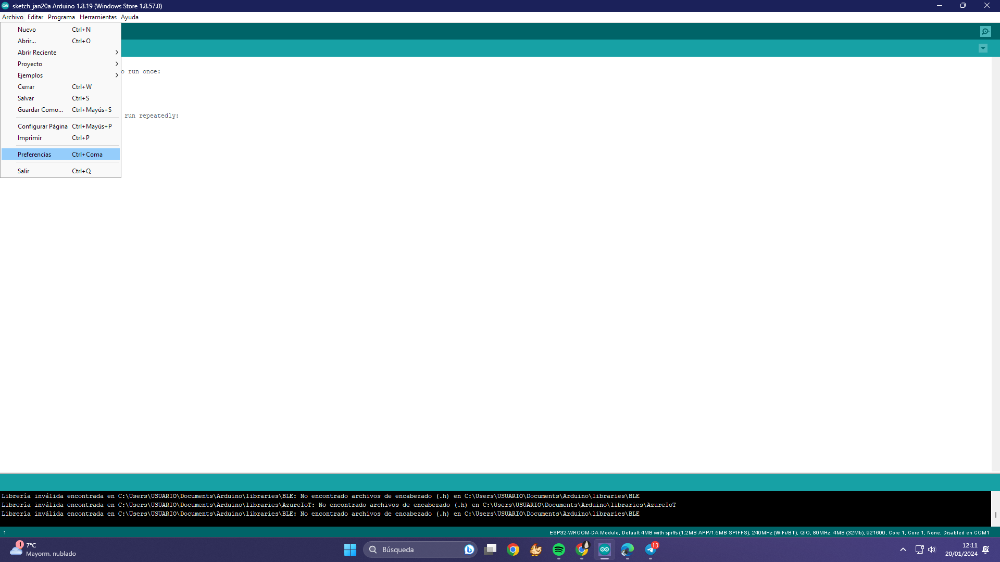 sketch_jan20a Arduino 1.8.19 (Windows Store 1.8.57.0)
Archivo Editar Programa Herramientas Ayuda
Nuevo Ctrl+N
Abrir... Ctrl+O
Abrir Reciente
Proyecto
Ejemplos
Cerrar Ctrl+W
Salvar Ctrl+S
Guardar Como... Ctrl+Mayús+S
Configurar Página Ctrl+Mayús+P
Imprimir Ctrl+P
Preferencias Ctrl+Coma
Salir Ctrl+Q
o run once:
run repeatedly:
Librería inválida encontrada en C:\Users\USUARIO\Documents\Arduino\libraries\BLE: No encontrado archivos de encabezado (.h) en C:\Users\USUARIO\Documents\Arduino\libraries\BLE
Librería inválida encontrada en C:\Users\USUARIO\Documents\Arduino\libraries\AzureIoT: No encontrado archivos de encabezado (.h) en C:\Users\USUARIO\Documents\Arduino\libraries\AzureIoT
Librería inválida encontrada en C:\Users\USUARIO\Documents\Arduino\libraries\BLE: No encontrado archivos de encabezado (.h) en C:\Users\USUARIO\Documents\Arduino\libraries\BLE
1 ESP32-WROOM-DA Module, Default 4MB with spiffs (1.2MB APP/1.5MB SPIFFS), 240MHz (WiFi/BT), QIO, 80MHz, 4MB (32Mb), 921600, Core 1, Core 1, None, Disabled en COM1
1
7°C
Mayorm. nublado
Búsqueda
10
12:11
20/01/2024